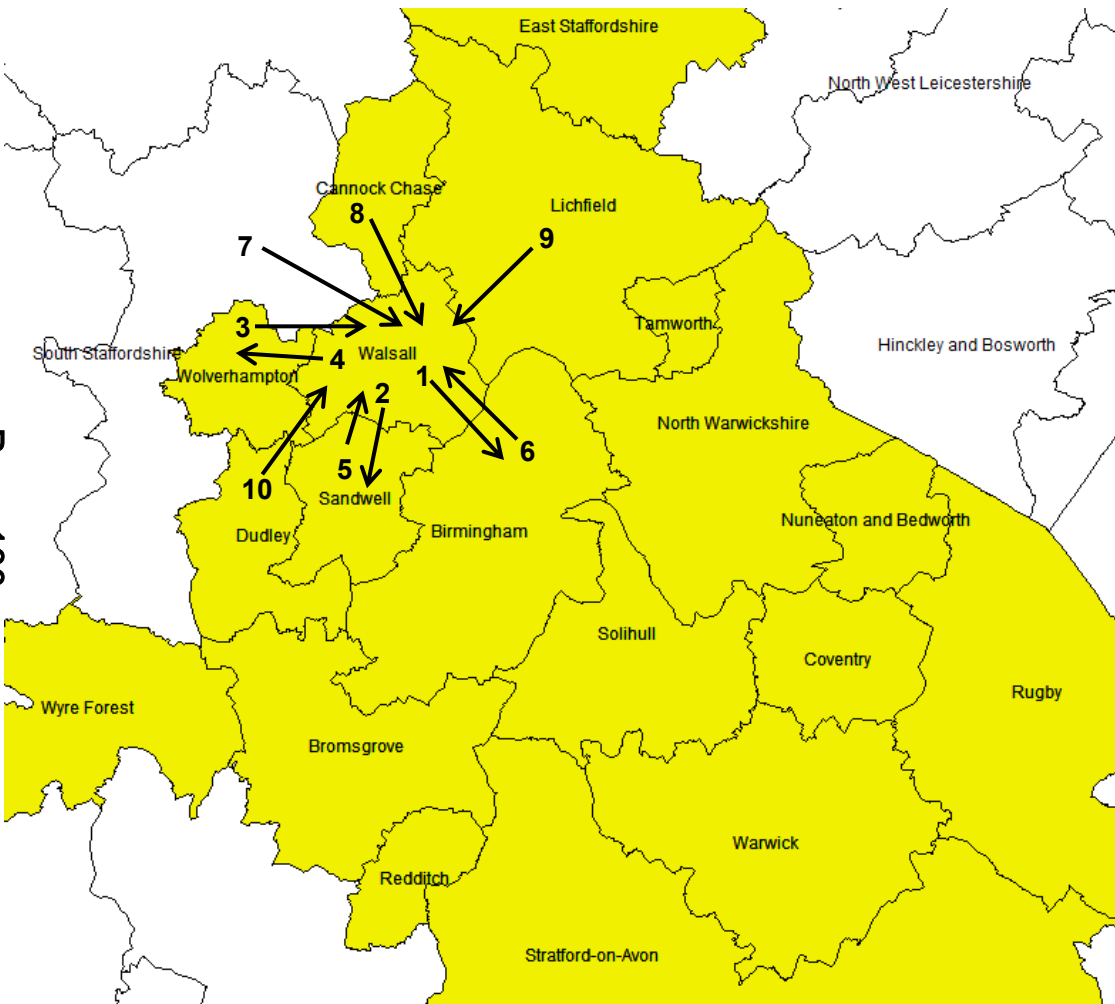 East Staffordshire
North West Leicestershire
Cannock Chase
Lichfield
8
7
9
3
Tamworth
South Staffordshire
4
Walsall
Hinckley and Bosworth
Wolverhampton
1
2
North Warwickshire
6
5
10
Sandwell
Nuneaton and Bedworth
Dudley
Birmingham
Solihull
Coventry
Rugby
Wyre Forest
Bromsgrove
Warwick
Redditch
Stratford-on-Avon